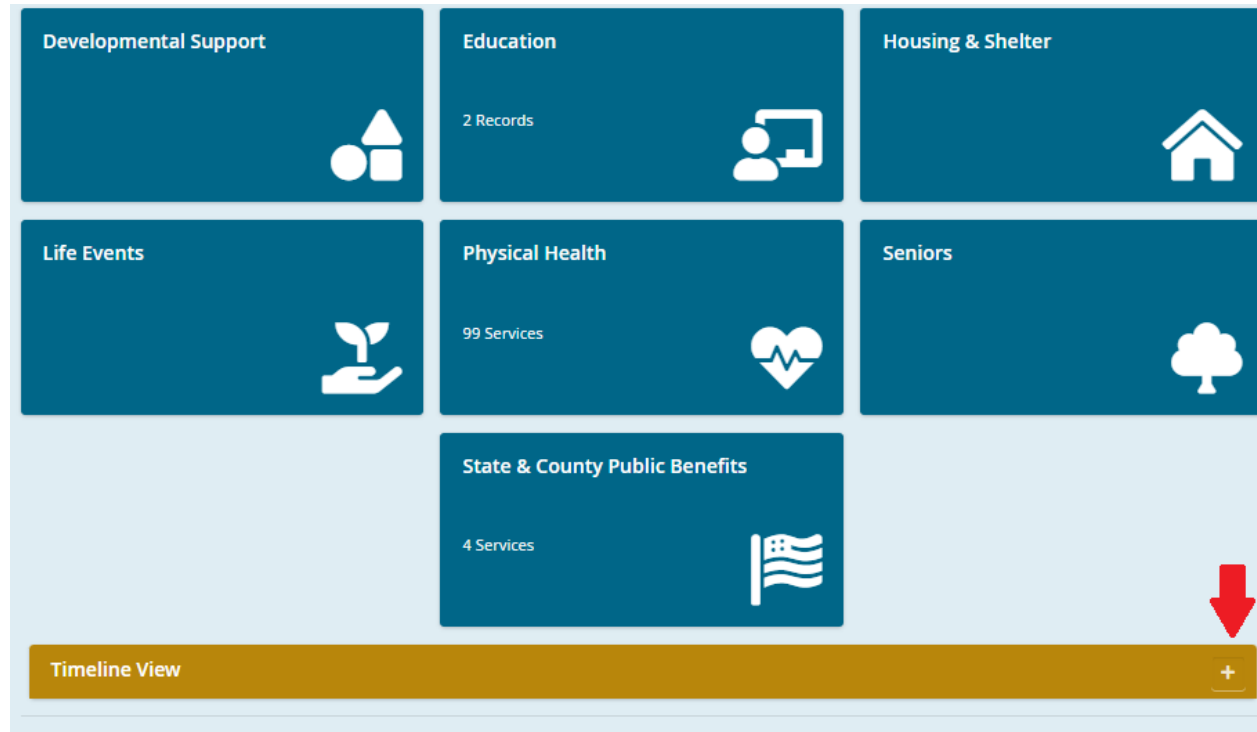 Developmental Support
Education
Housing & Shelter
2 Records
Life Events
Physical Health
Seniors
99 Services
State & County Public Benefits
4 Services
Timeline View
+